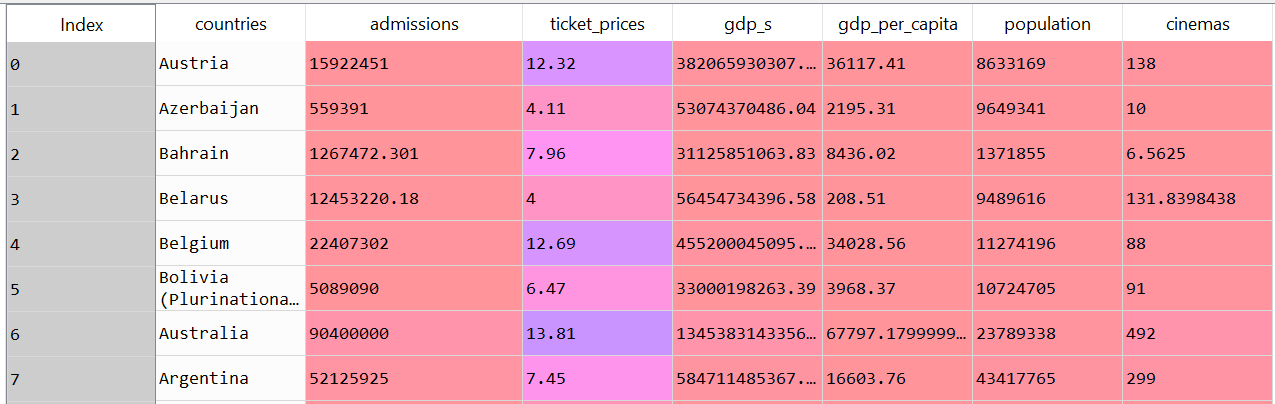 Index countries admissions ticket_prices gdp_s gdp_per_capita population cinemas
0 Austria 15922451 12.32 382065930307.… 36117.41 8633169 138
1 Azerbaijan 559391 4.11 53074370486.04 2195.31 9649341 10
2 Bahrain 1267472.301 7.96 31125851063.83 8436.02 1371855 6.5625
3 Belarus 12453220.18 4 56454734396.58 208.51 9489616 131.8398438
4 Belgium 22407302 12.69 455200045095.… 34028.56 11274196 88
5 Bolivia
(Plurinationa… 5089090 6.47 33000198263.39 3968.37 10724705 91
6 Australia 90400000 13.81 1345383143356… 67797.1799999… 23789338 492
7 Argentina 52125925 7.45 584711485367.… 16603.76 43417765 299